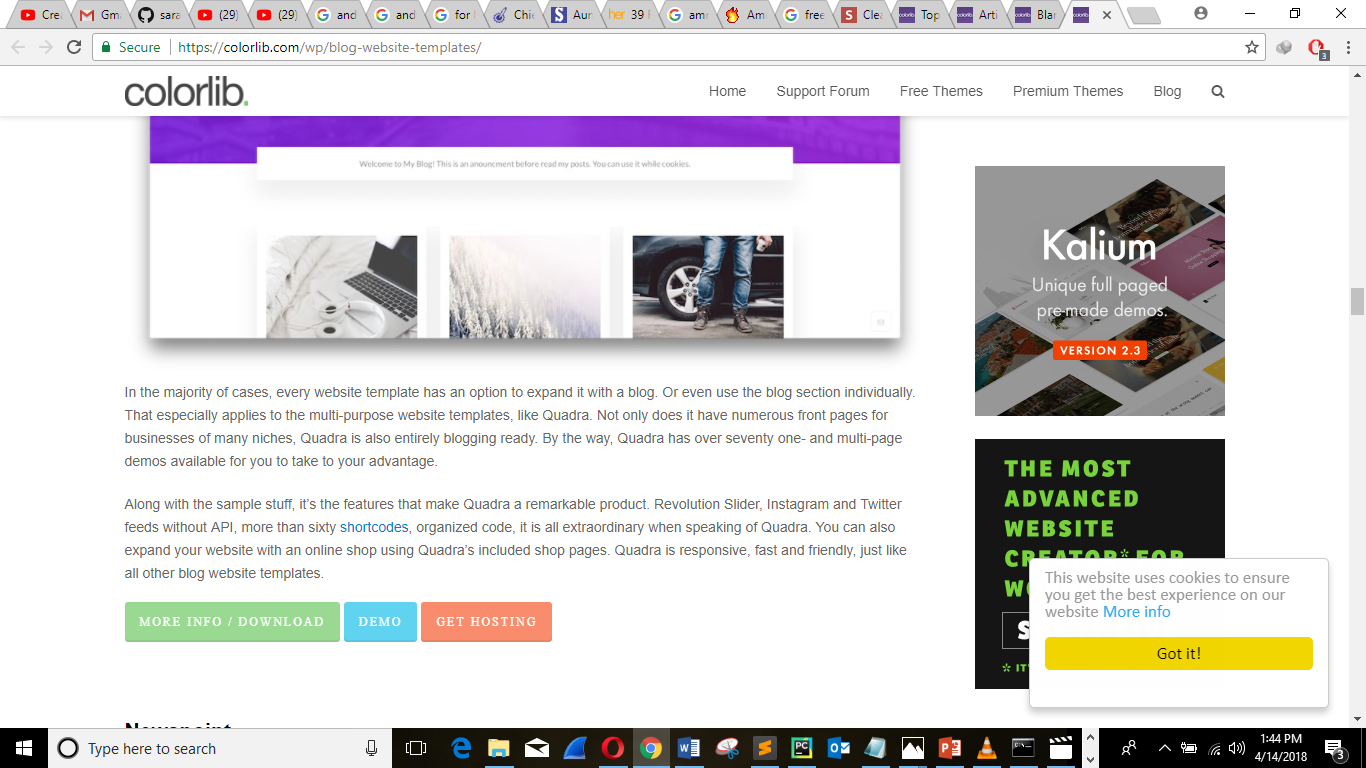 Cre
Gma
sara
(29)
(29)
and
and
for l
Chie
Aur
her 39 F
amr
Am
free
Clea
colorlib Top
colorlib Arti
colorlib Blar
colorlib
Secure https://colorlib.com/wp/blog-website-templates/
3
colorlib.
Home Support Forum Free Themes Premium Themes Blog
Welcome to My Blog! This is an anouncment before read my posts. You can use it while cookies.
Kalium
Unique full paged
pre-made demos.
VERSION 2.3
In the majority of cases, every website template has an option to expand it with a blog. Or even use the blog section individually.
That especially applies to the multi-purpose website templates, like Quadra. Not only does it have numerous front pages for
businesses of many niches, Quadra is also entirely blogging ready. By the way, Quadra has over seventy one- and multi-page
demos available for you to take to your advantage.
Along with the sample stuff, it’s the features that make Quadra a remarkable product. Revolution Slider, Instagram and Twitter
feeds without API, more than sixty shortcodes, organized code, it is all extraordinary when speaking of Quadra. You can also
expand your website with an online shop using Quadra’s included shop pages. Quadra is responsive, fast and friendly, just like
all other blog website templates.
MORE INFO / DOWNLOAD DEMO GET HOSTING
THE MOST
ADVANCED
WEBSITE
CREATOR* FOR
W
S
* IT
This website uses cookies to ensure
you get the best experience on our
website More info
Got it!
Newspoint
Type here to search
1:44 PM
4/14/2018
3